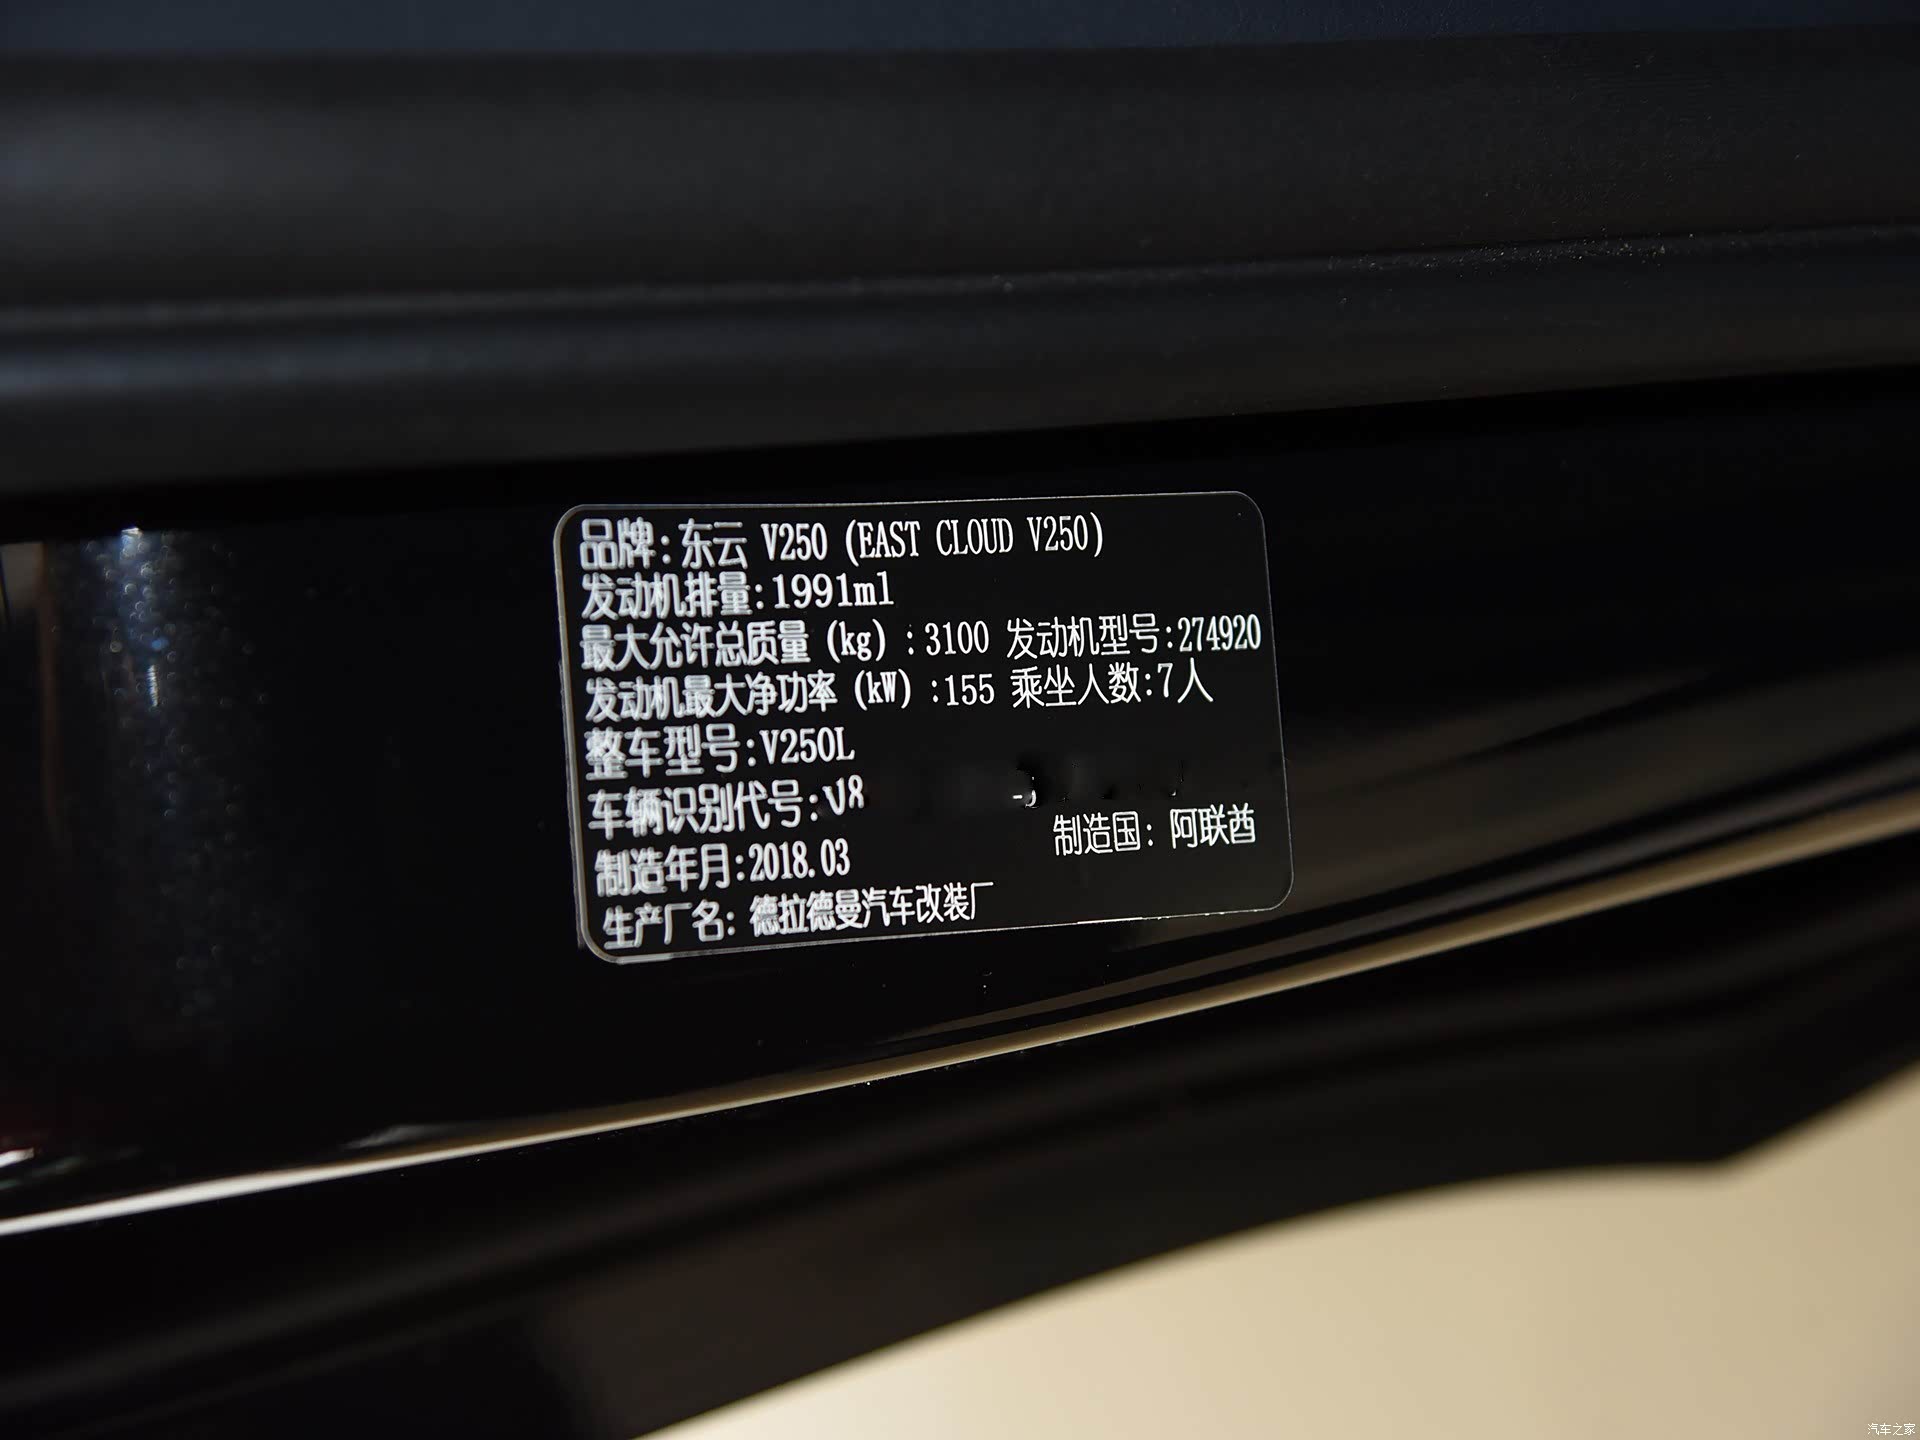 品牌:东云 V250 (EAST CLOUD V250)
发动机排量:1991ml
最大允许总质量 (kg) :3100 发动机型号:274920
发动机最大净功率 (kW) :155 乘坐人数:7人
整车型号:V250L
车辆识别代号:
制造年月:2018.03 制造国: 阿联酋
生产厂名: 德拉德曼汽车改装厂
汽车之家